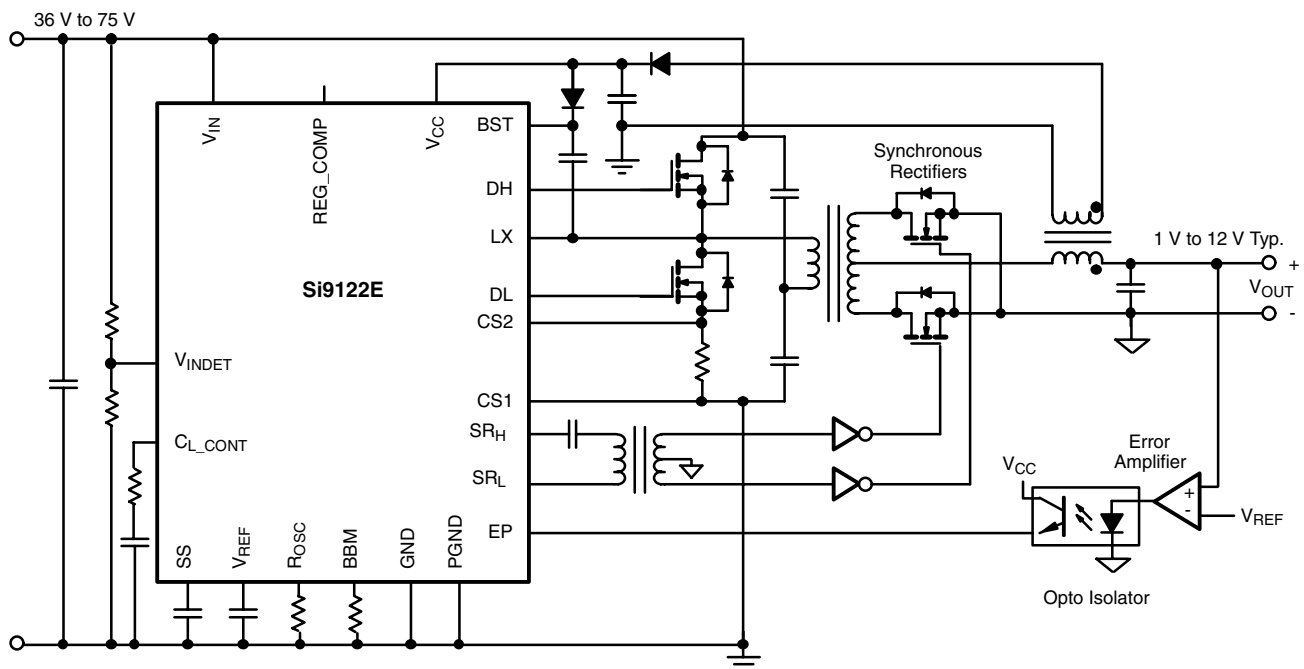 36 V to 75 V
VIN
REG_COMP
VCC
BST
DH
LX
DL
CS2
CS1
SRH
SRL
EP
Si9122E
VINDET
CL_CONT
SS
VREF
ROSC
BBM
GND
PGND
Synchronous
Rectifiers
1 V to 12 V Typ.
+
VOUT
-
Error
Amplifier
VCC
+
-
VREF
Opto Isolator